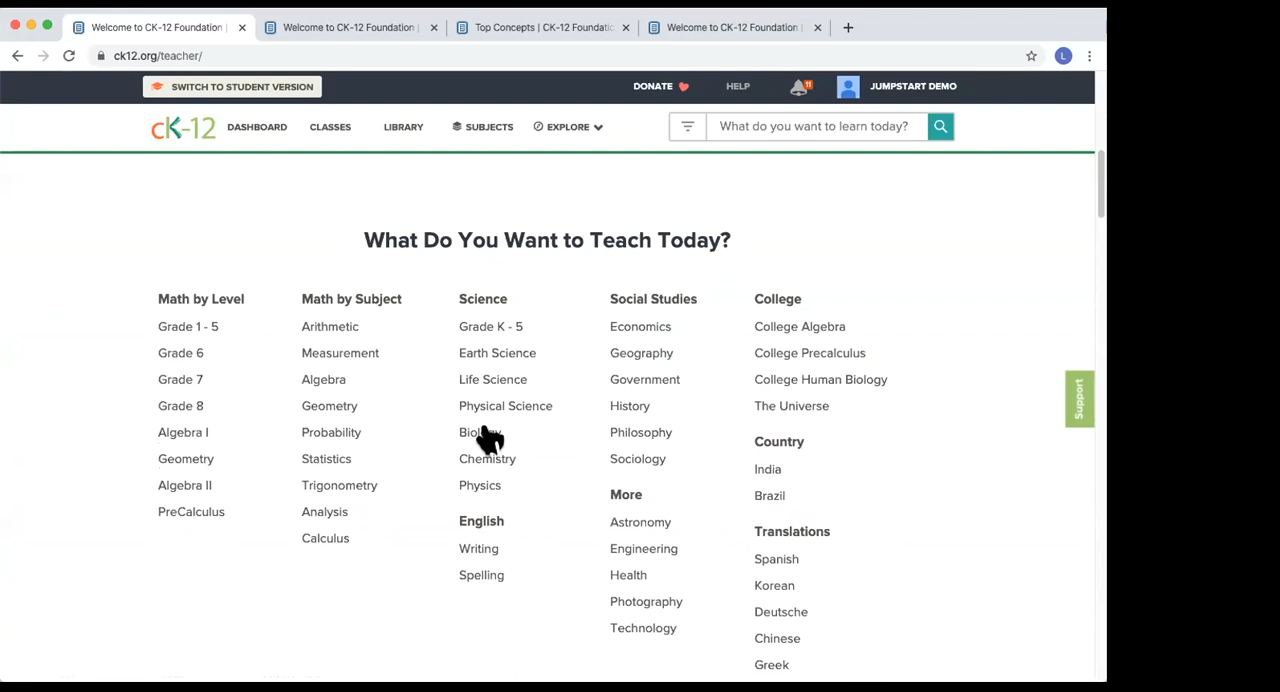 Welcome to CK-12 Foundation |
Welcome to CK-12 Foundation |
Top Concepts | CK-12 Foundatic
Welcome to CK-12 Foundation |
ck12.org/teacher/
L
SWITCH TO STUDENT VERSION
DONATE
HELP
11
JUMPSTART DEMO
cK-12
DASHBOARD
CLASSES
LIBRARY
SUBJECTS
EXPLORE
What do you want to learn today?
What Do You Want to Teach Today?
Math by Level
Grade 1 - 5
Grade 6
Grade 7
Grade 8
Algebra I
Geometry
Algebra II
PreCalculus
Math by Subject
Arithmetic
Measurement
Algebra
Geometry
Probability
Statistics
Trigonometry
Analysis
Calculus
Science
Grade K - 5
Earth Science
Life Science
Physical Science
Biology
Chemistry
Physics
English
Writing
Spelling
Social Studies
Economics
Geography
Government
History
Philosophy
Sociology
More
Astronomy
Engineering
Health
Photography
Technology
College
College Algebra
College Precalculus
College Human Biology
The Universe
Country
India
Brazil
Translations
Spanish
Korean
Deutsche
Chinese
Greek
Support